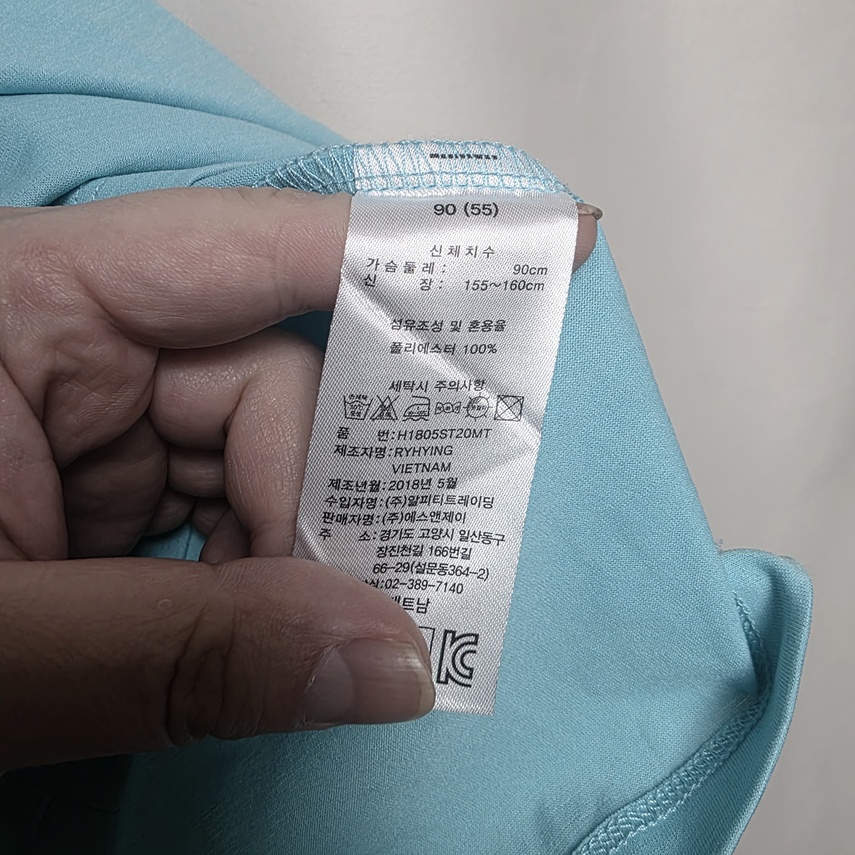 90 (55)
신체치수
가슴둘레: 90cm
신 장: 155~160cm
섬유조성 및 혼용율
폴리에스터 100%
세탁시 주의사항
품 번:H1805ST20MT
제조자명:RYHYING
VIETNAM
제조년월:2018년 5월
수입자명:(주)알피티트레이딩
판매자명:(주)에스앤제이
주 소:경기도 고양시 일산동구
장진천길 166번길
66-29(설문동364-2)
:02-389-7140
베트남